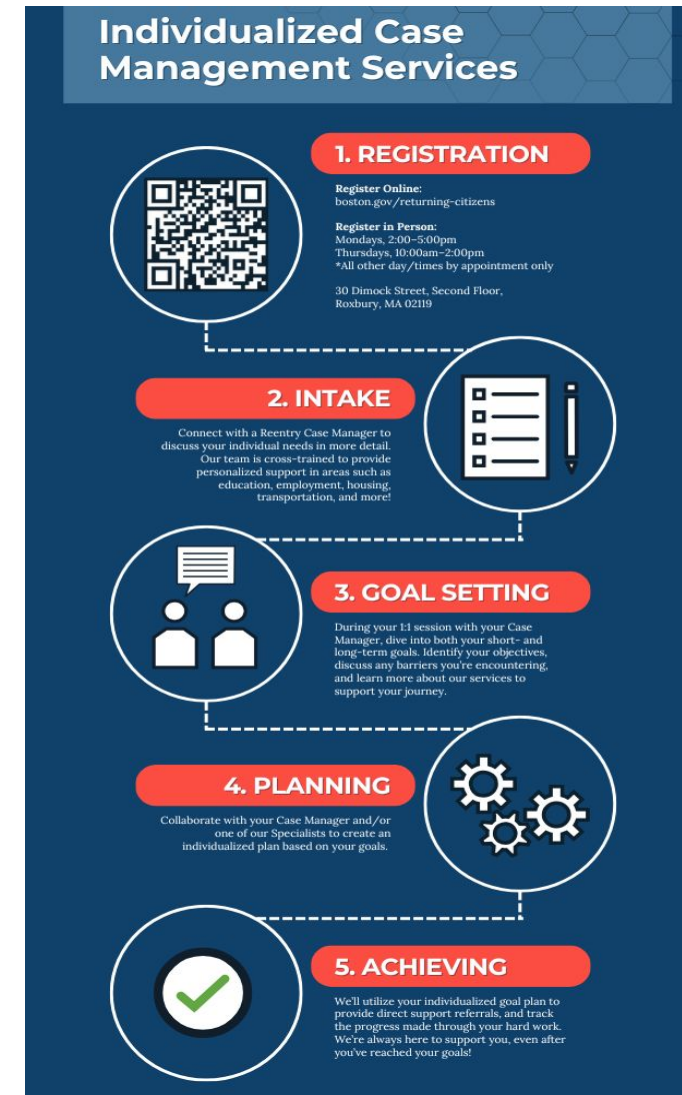 Individualized Case
Management Services
1. REGISTRATION
Register Online:
boston.gov/returning-citizens
Register in Person:
Mondays, 2:00–5:00pm
Thursdays, 10:00am–2:00pm
*All other day/times by appointment only
30 Dimock Street, Second Floor,
Roxbury, MA 02119
2. INTAKE
Connect with a Reentry Case Manager to
discuss your individual needs in more detail.
Our team is cross-trained to provide
personalized support in areas such as
education, employment, housing,
transportation, and more!
3. GOAL SETTING
During your 1:1 session with your Case
Manager, dive into both your short- and
long-term goals. Identify your objectives,
discuss any barriers you're encountering,
and learn more about our services to
support your journey.
4. PLANNING
Collaborate with your Case Manager and/or
one of our Specialists to create an
individualized plan based on your goals.
5. ACHIEVING
We'll utilize your individualized goal plan to
provide direct support referrals, and track
the progress made through your hard work.
We're always here to support you, even after
you've reached your goals!